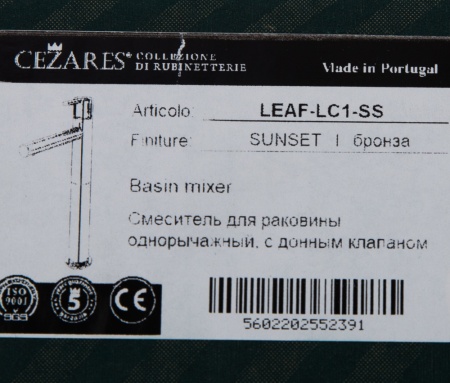 CEZARES® COLLEZIONE
DI RUBINETTERIE
Made in Portugal
Articolo: LEAF-LC1-SS
Finiture: SUNSET | бронза
Basin mixer
Смеситель для раковины
однорычажный, с донным клапаном
ISO
9001
SGS
5
CE
5602202552391